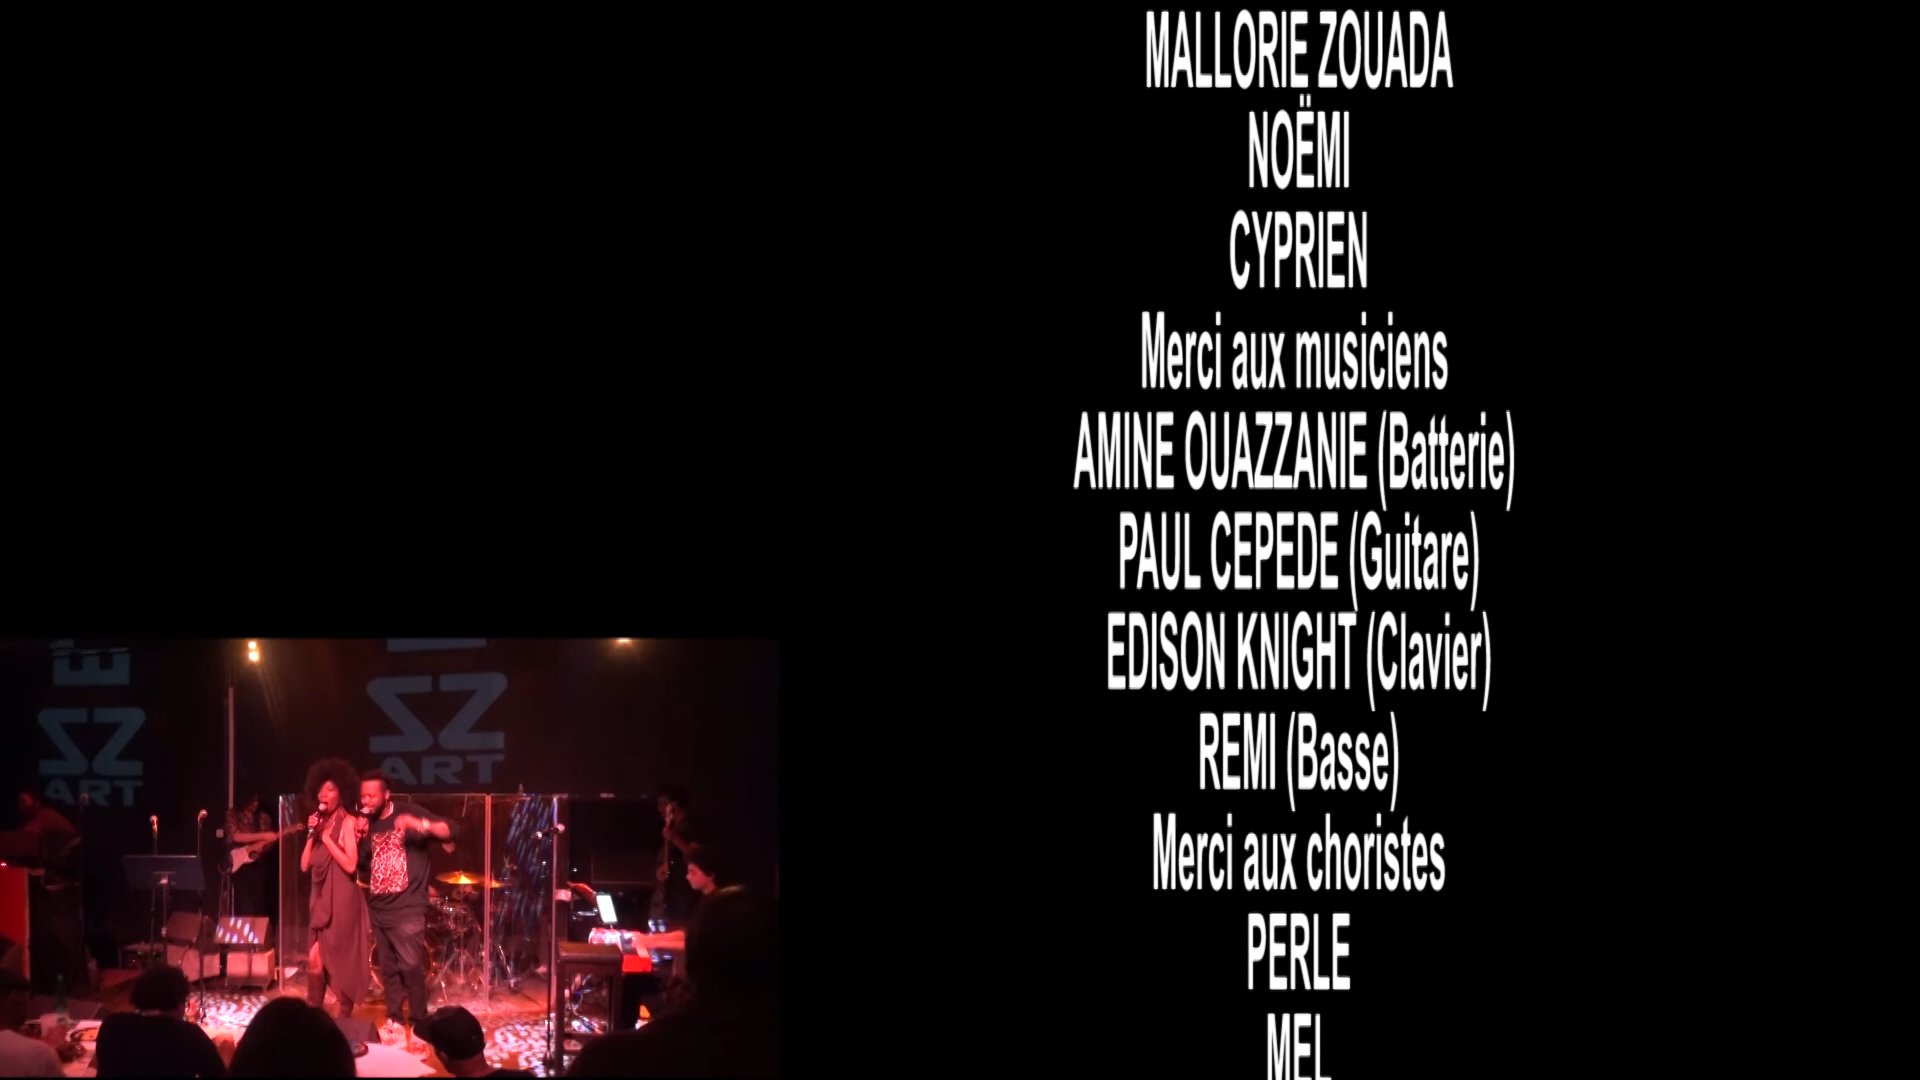 MALLORIE ZOUADA
NOËMI
CYPRIEN
Merci aux musiciens
AMINE OUAZZANIE (Batterie)
PAUL CEPEDE (Guitare)
EDISON KNIGHT (Clavier)
REMI (Basse)
Merci aux choristes
PERLE
MEL
SZ
ART
SZ
ART